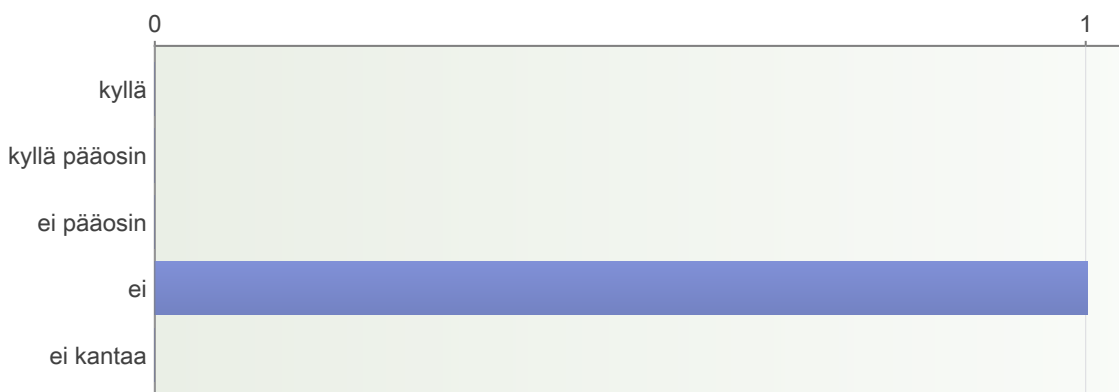 0 1
kyllä
kyllä pääosin
ei pääosin
ei
ei kantaa